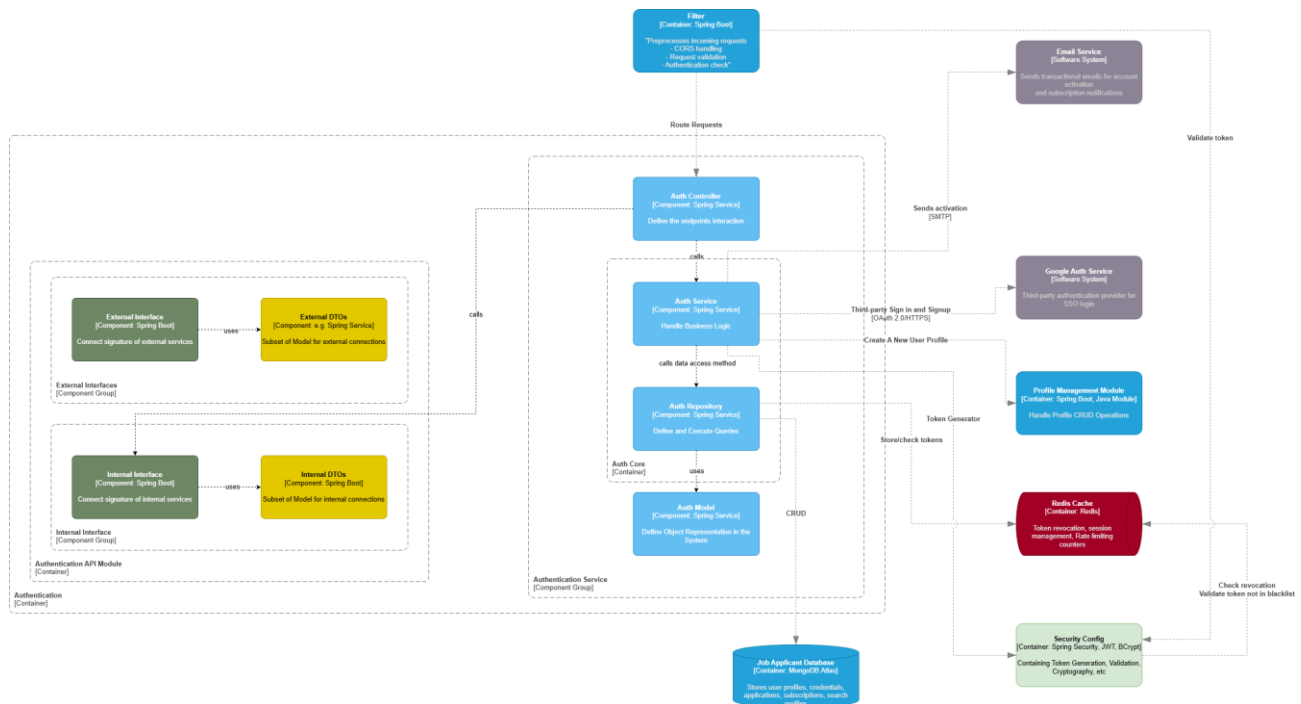 Filter
[Container: Spring Boot]
"Preprocesses incoming requests
- CORS handling
- Request validation
- Authentication check"
Email Service
[Software System]
Sends transactional emails for account
activation
and subscription notifications
Route Requests
Validate token
Auth Controller
[Component: Spring Service]
Define the endpoints interaction
Sends activation
[SMTP]
calls
Google Auth Service
[Software System]
Third-party authentication provider for
SSO login
Auth Service
[Component: Spring Service]
Handle Business Logic
Third-party Sign in and Signup
[OAuth 2.0/HTTPS]
External Interface
[Component: Spring Boot]
Connect signature of external services
uses
External DTOs
[Component: e.g. Spring Service]
Subset of Model for external connections
calls
Create A New User Profile
calls data access method
External Interfaces
[Component Group]
Profile Management Module
[Container: Spring Boot, Java Module]
Handle Profile CRUD Operations
Auth Repository
[Component: Spring Service]
Define and Execute Queries
Token Generator
Store/check tokens
Auth Core
[Container]
uses
Internal Interface
[Component: Spring Boot]
Connect signature of internal services
uses
Internal DTOs
[Component: Spring Boot]
Subset of Model for internal connections
Internal Interface
[Component Group]
Auth Model
[Component: Spring Service]
Define Object Representation in the
System
CRUD
Redis Cache
[Container: Redis]
Token revocation, session
management, Rate limiting
counters
Authentication API Module
[Container]
Authentication Service
[Component Group]
Authentication
[Container]
Check revocation
Validate token not in blacklist
Security Config
[Container: Spring Security, JWT, BCrypt]
Containing Token Generation, Validation,
Cryptography, etc
Job Applicant Database
[Container: MongoDB Atlas]
Stores user profiles, credentials,
applications, subscriptions, search
profiles